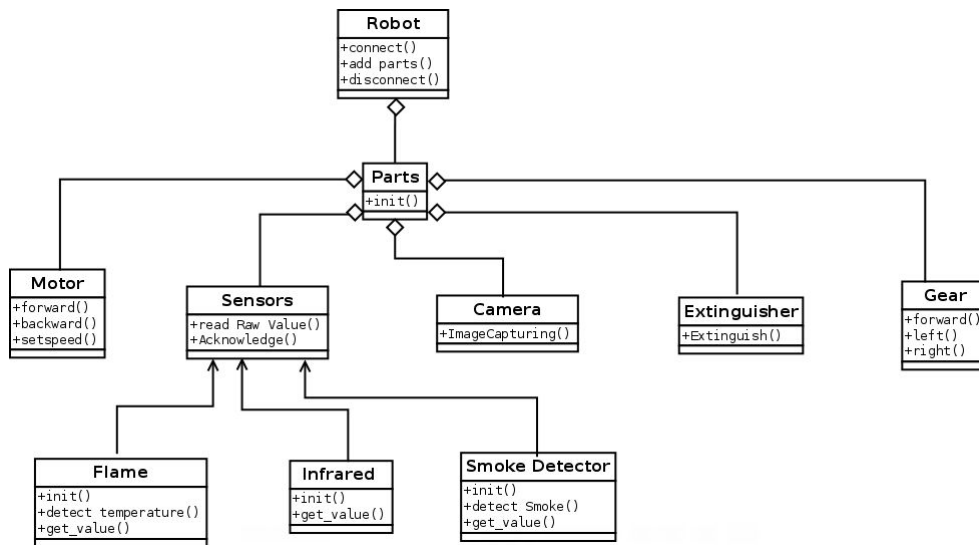 Robot
+connect()
+add parts()
+disconnect()
Parts
+init()
Motor
+forward()
+backward()
+setspeed()
Sensors
+read Raw Value()
+Acknowledge()
Camera
+ImageCapturing()
Extinguisher
+Extinguish()
Gear
+forward()
+left()
+right()
Flame
+init()
+detect temperature()
+get_value()
Infrared
+init()
+get_value()
Smoke Detector
+init()
+detect Smoke()
+get_value()